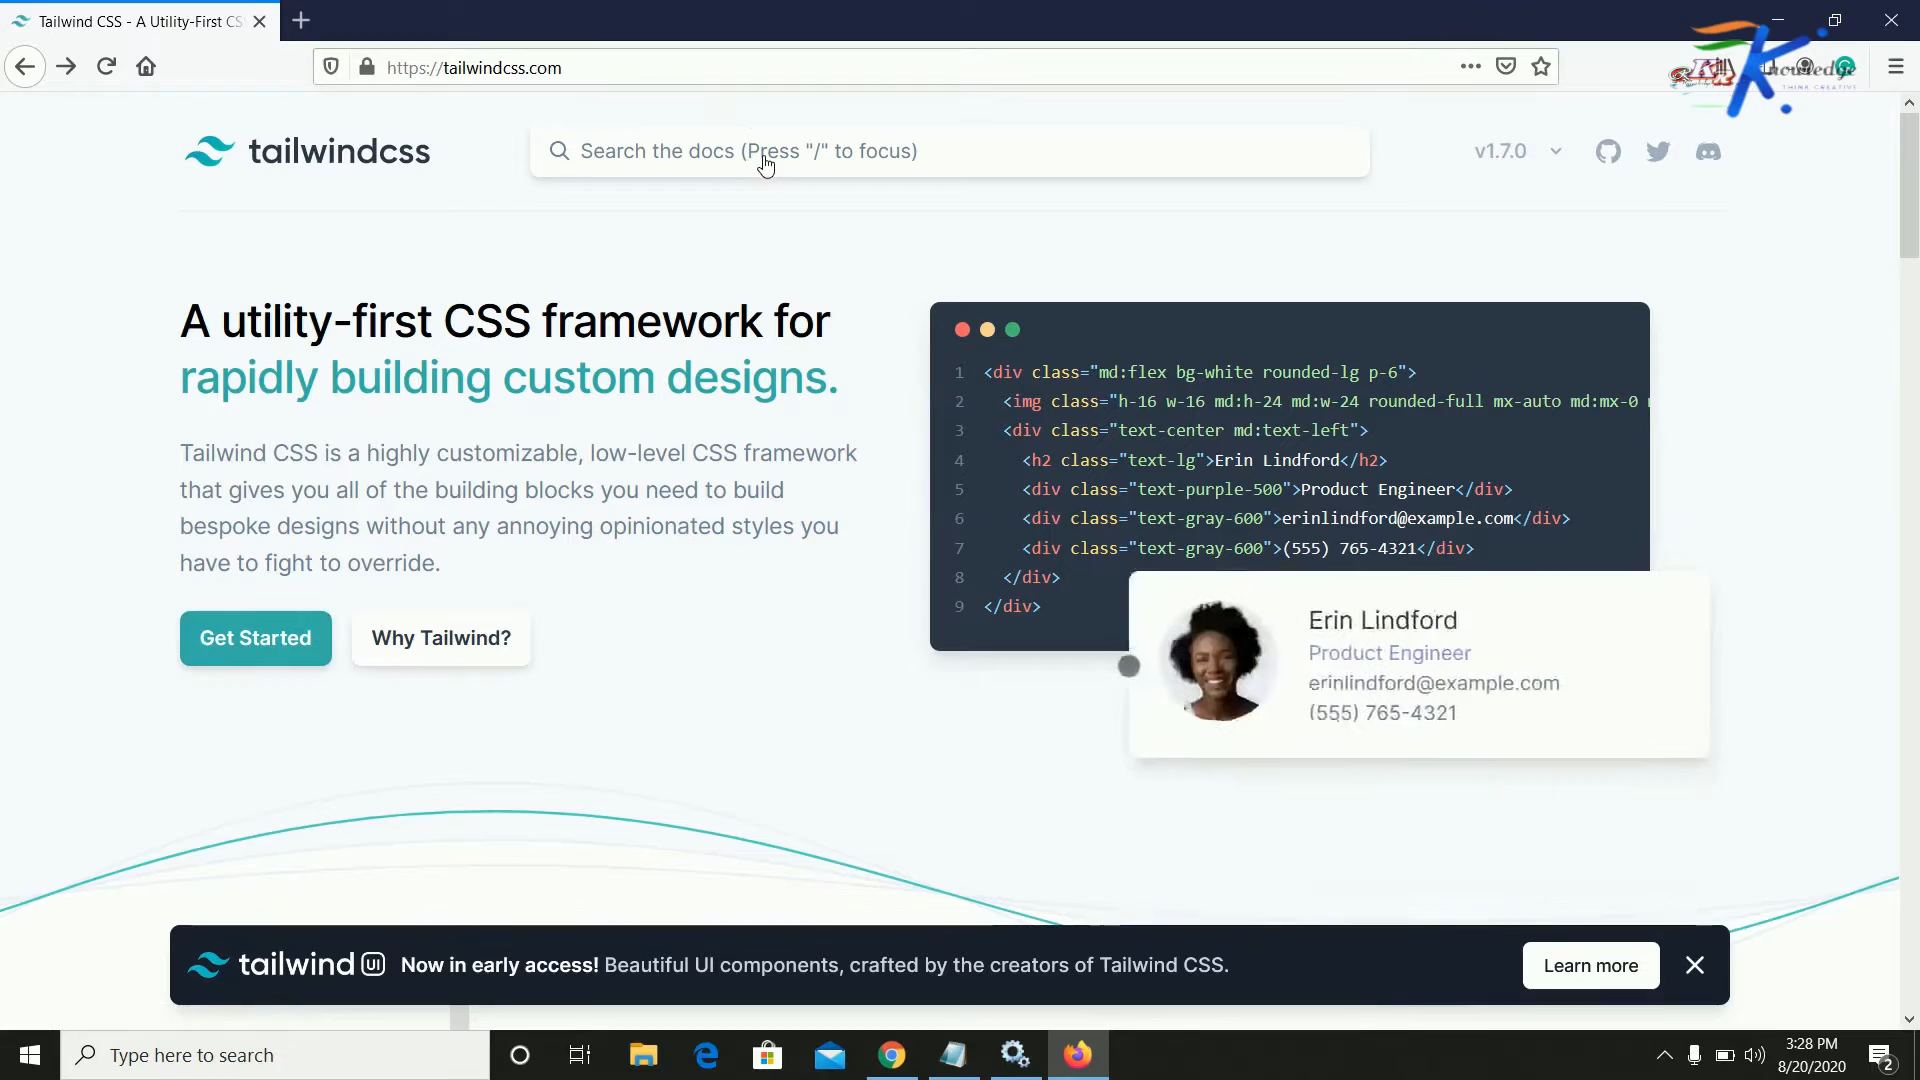 Tailwind CSS - A Utility-First CS
https://tailwindcss.com
Knowledge
THINK CREATIVE
tailwindcss
Search the docs (Press "/" to focus)
v1.7.0
A utility-first CSS framework for
rapidly building custom designs.
Tailwind CSS is a highly customizable, low-level CSS framework
that gives you all of the building blocks you need to build
bespoke designs without any annoying opinionated styles you
have to fight to override.
Get Started
Why Tailwind?
1 <div class="md:flex bg-white rounded-lg p-6">
2 <img class="h-16 w-16 md:h-24 md:w-24 rounded-full mx-auto md:mx-0
3 <div class="text-center md:text-left">
4 <h2 class="text-lg">Erin Lindford</h2>
5 <div class="text-purple-500">Product Engineer</div>
6 <div class="text-gray-600">erinlindford@example.com</div>
7 <div class="text-gray-600">(555) 765-4321</div>
8 </div>
9 </div>
Erin Lindford
Product Engineer
erinlindford@example.com
(555) 765-4321
tailwind UI
Now in early access! Beautiful UI components, crafted by the creators of Tailwind CSS.
Learn more
Type here to search
3:28 PM
8/20/2020
2